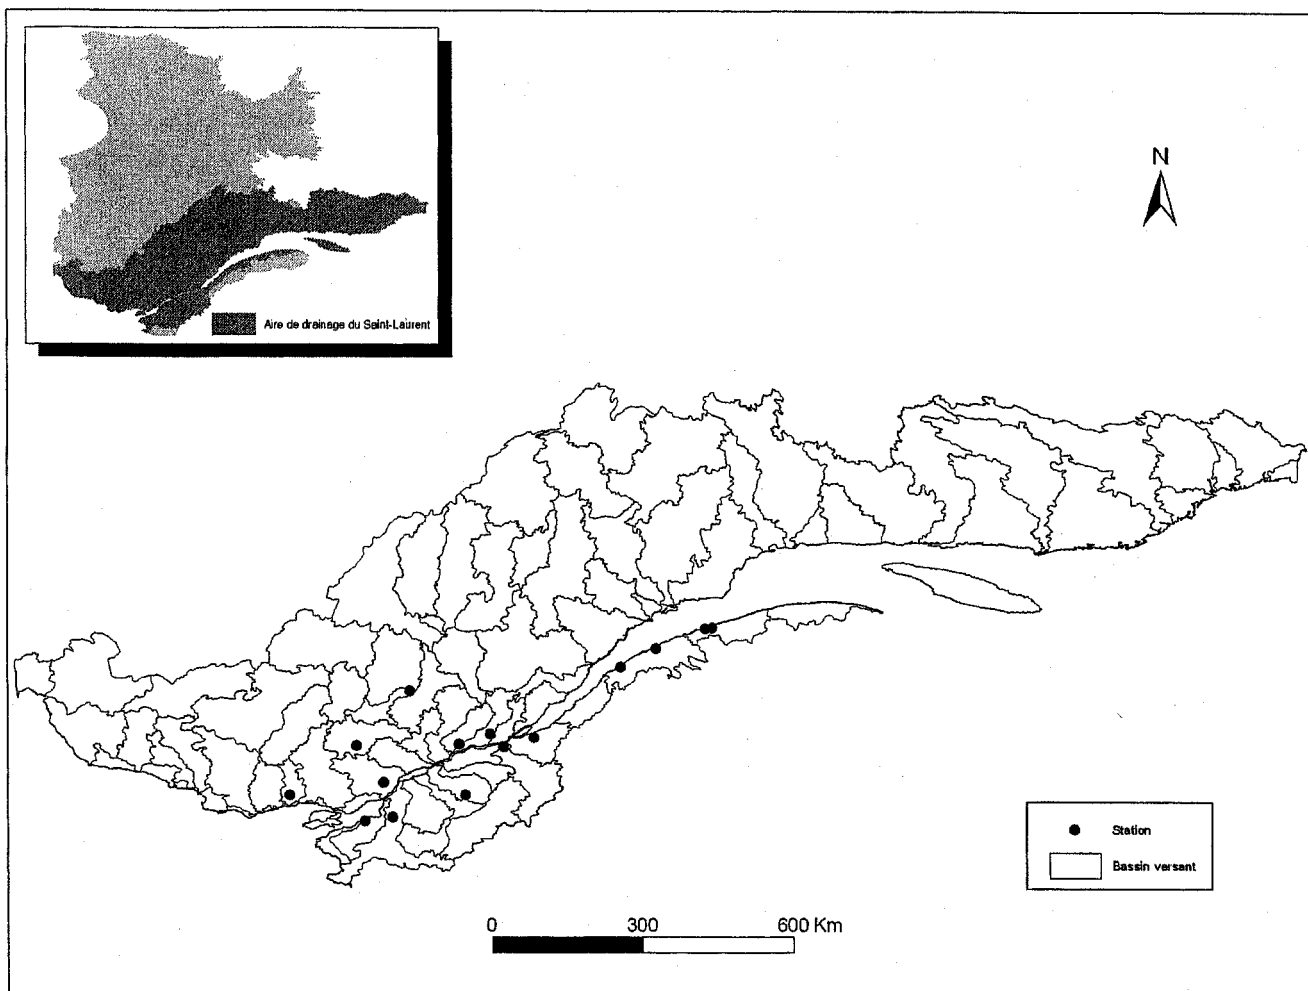 Aire de drainage du Saint-Laurent
N
Station
Bassin versant
0 300 600 Km